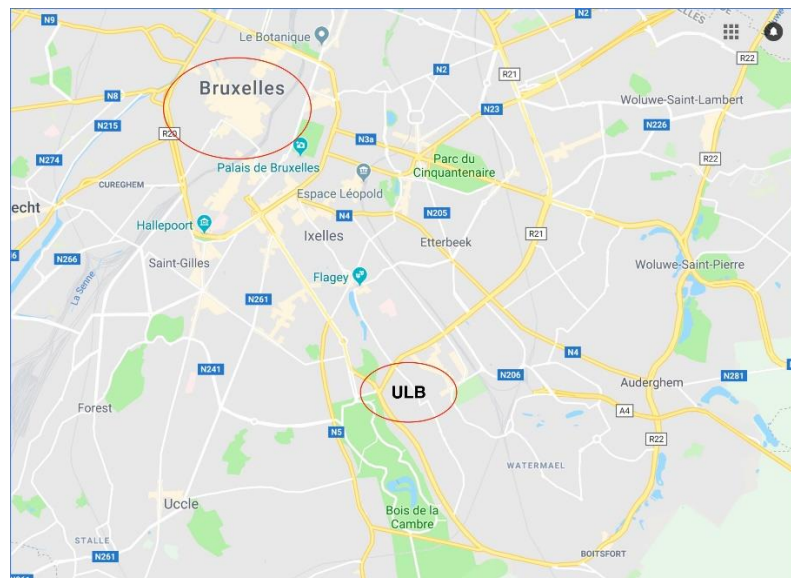 N9
N2
Le Botanique
R22
N2
R21
Bruxelles
N8
Woluwe-Saint-Lambert
N23
N215
N226
R20
N3a
N274
Parc du
Cinquantenaire
R22
Palais de Bruxelles
CUREGHEM
Espace Léopold
echt
N4
N205
Hallepoort
Ixelles
R21
Etterbeek
N266
Saint-Gilles
Woluwe-Saint-Pierre
Flagey
La Senne
N261
N4
N241
N206
N281
Auderghem
ULB
Forest
A4
N5
R22
WATERMAEL
Uccle
Bois de la
Cambre
STALLE
N261
BOITSFORT